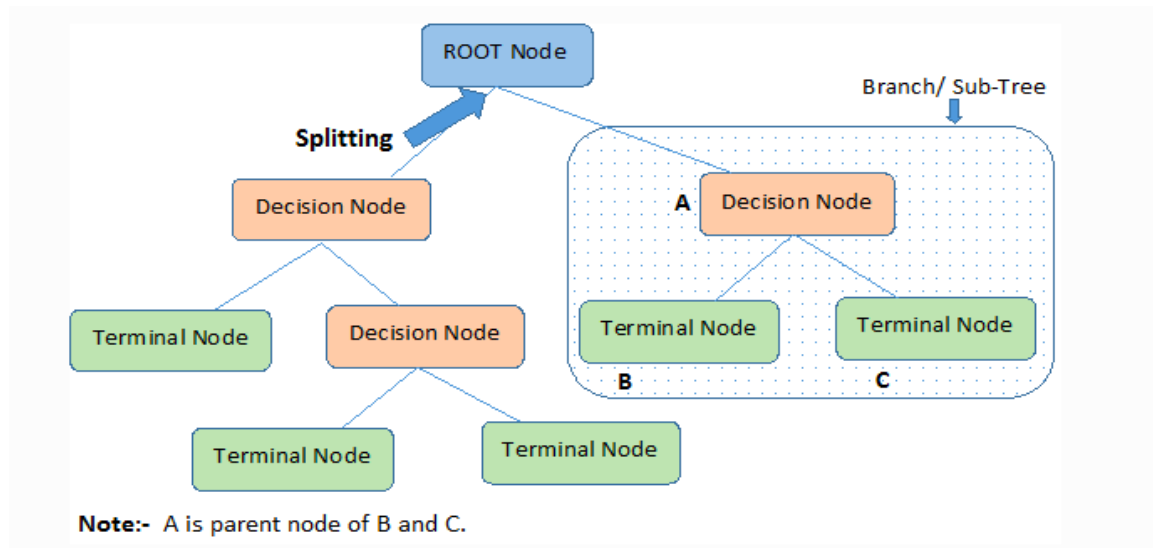 ROOT Node
Branch/ Sub-Tree
Splitting
Decision Node
A Decision Node
Terminal Node
Decision Node
Terminal Node
Terminal Node
B
C
Terminal Node
Terminal Node
Note:- A is parent node of B and C.